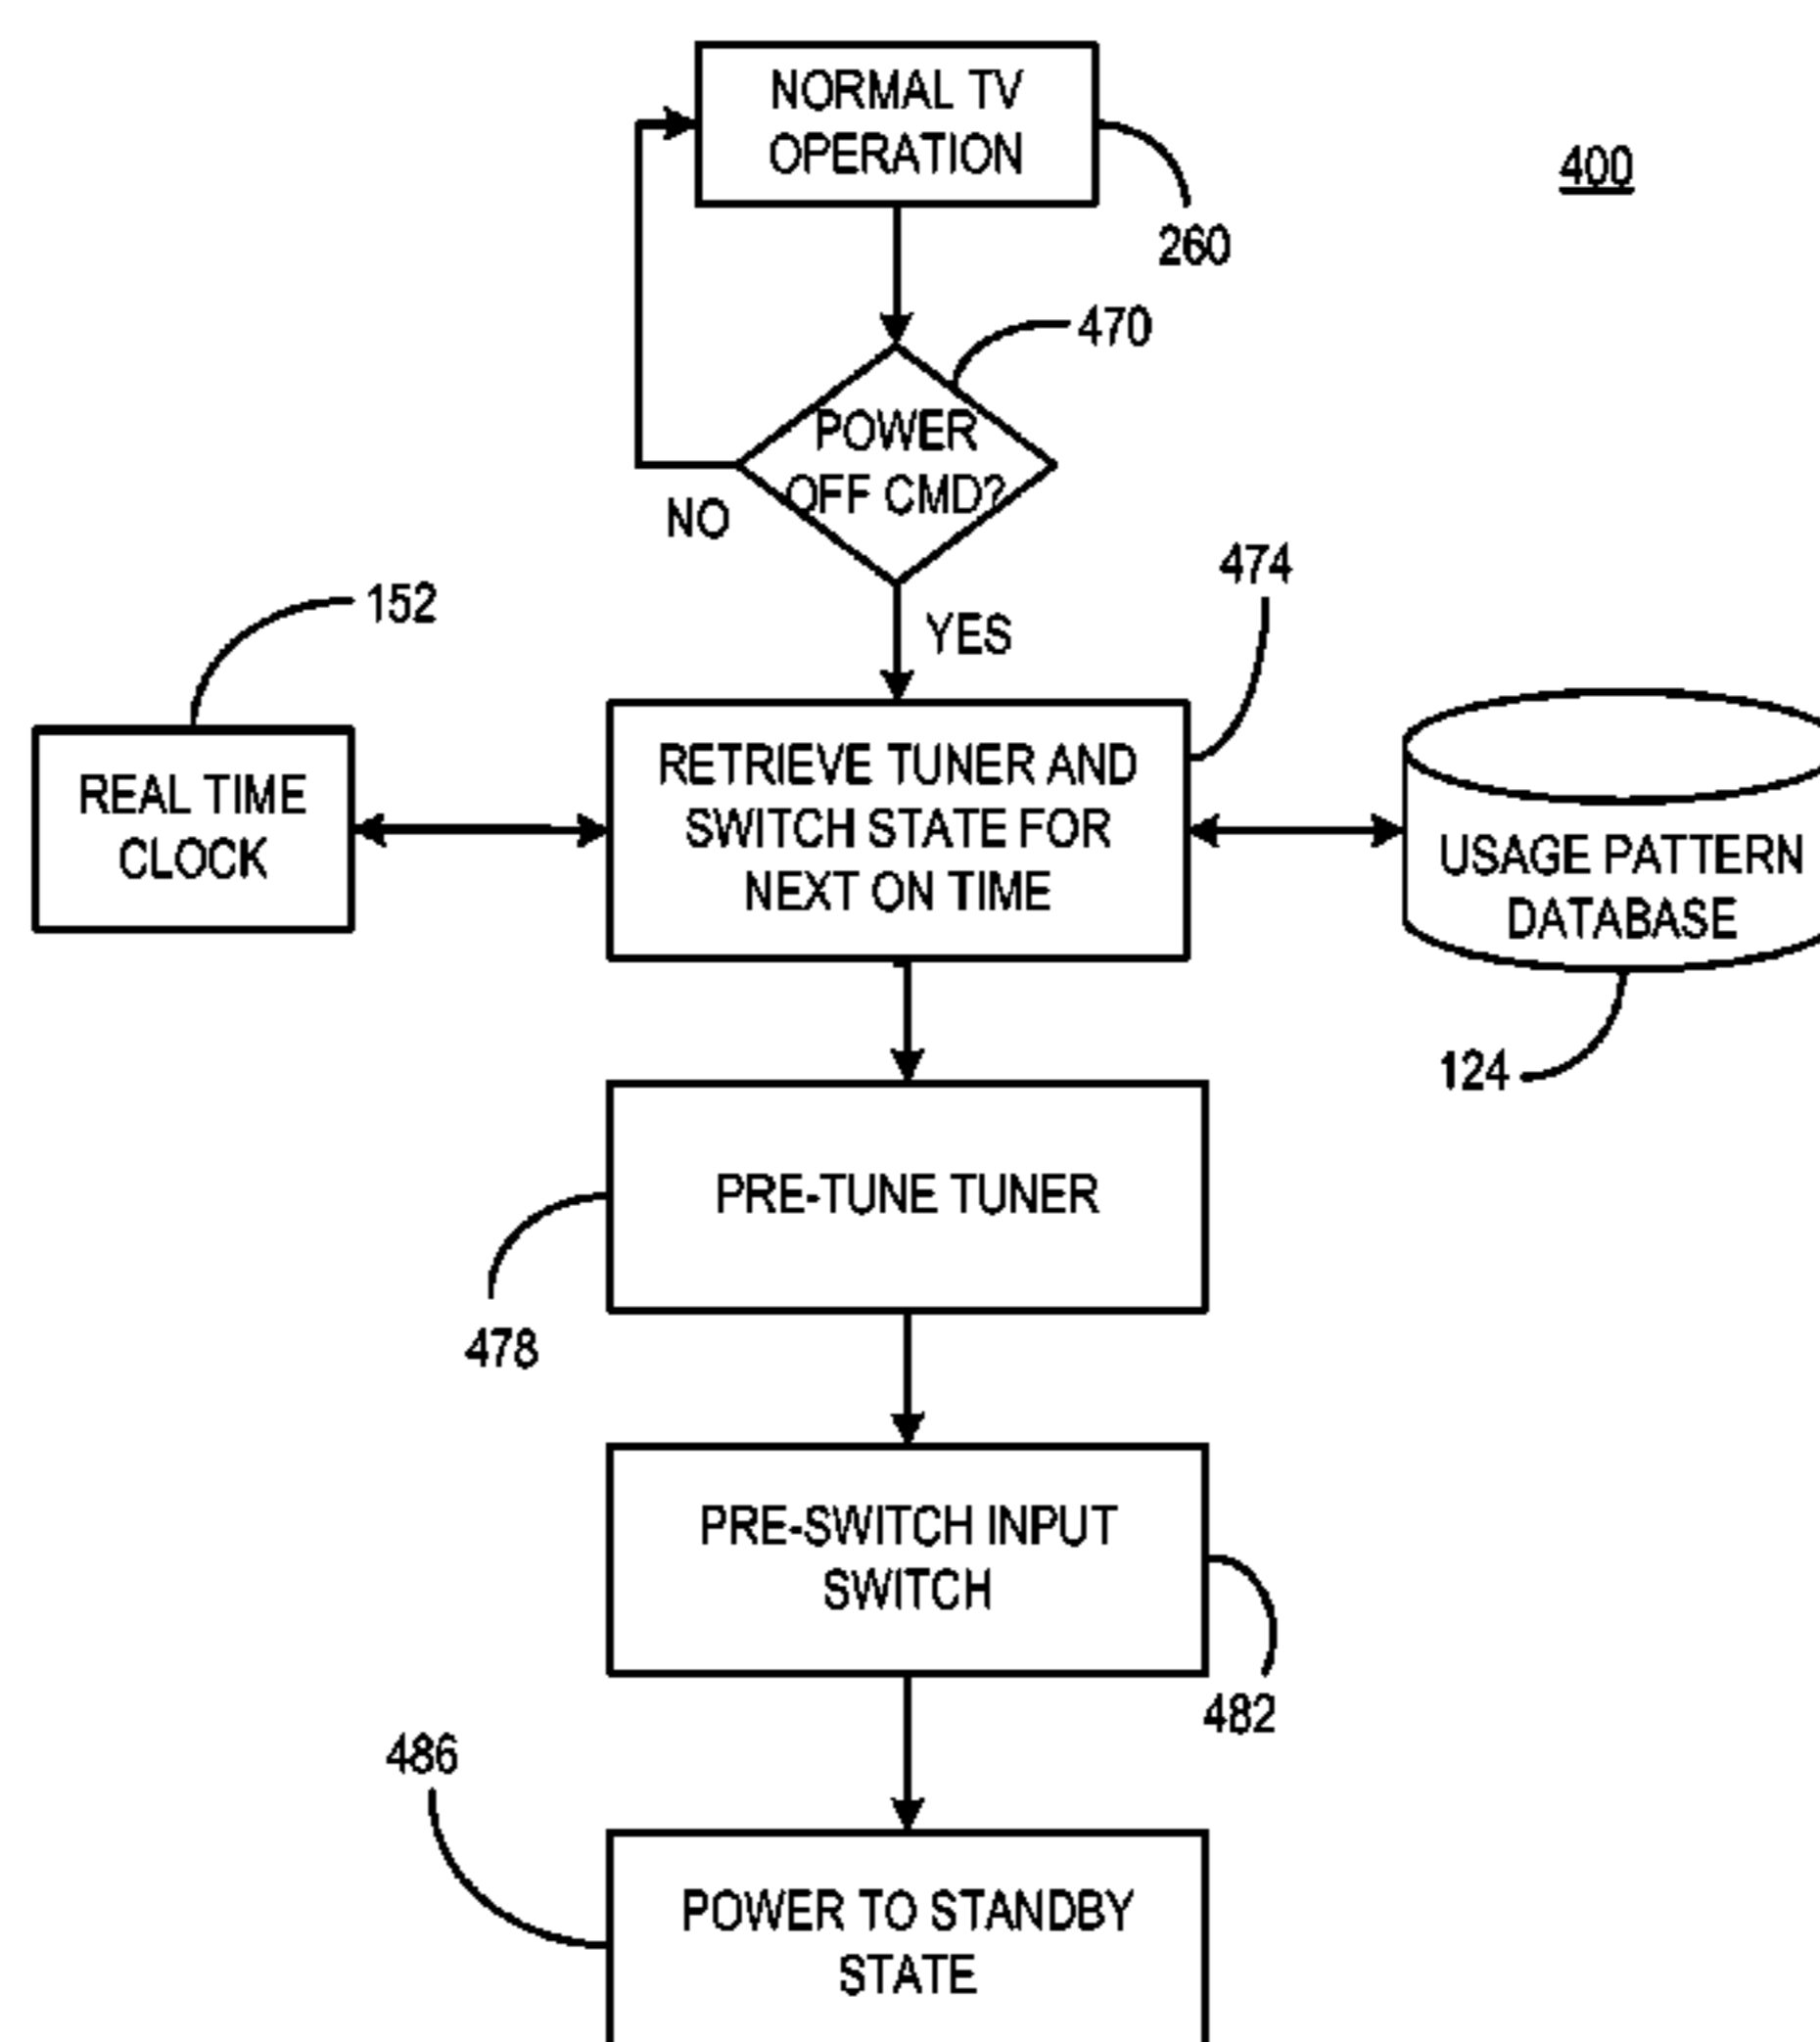 NORMAL TV
OPERATION
400
260
470
POWER
OFF CMD?
NO
474
152
YES
REAL TIME
CLOCK
RETRIEVE TUNER AND
SWITCH STATE FOR
NEXT ON TIME
USAGE PATTERN
DATABASE
124
PRE-TUNE TUNER
478
PRE-SWITCH INPUT
SWITCH
482
486
POWER TO STANDBY
STATE